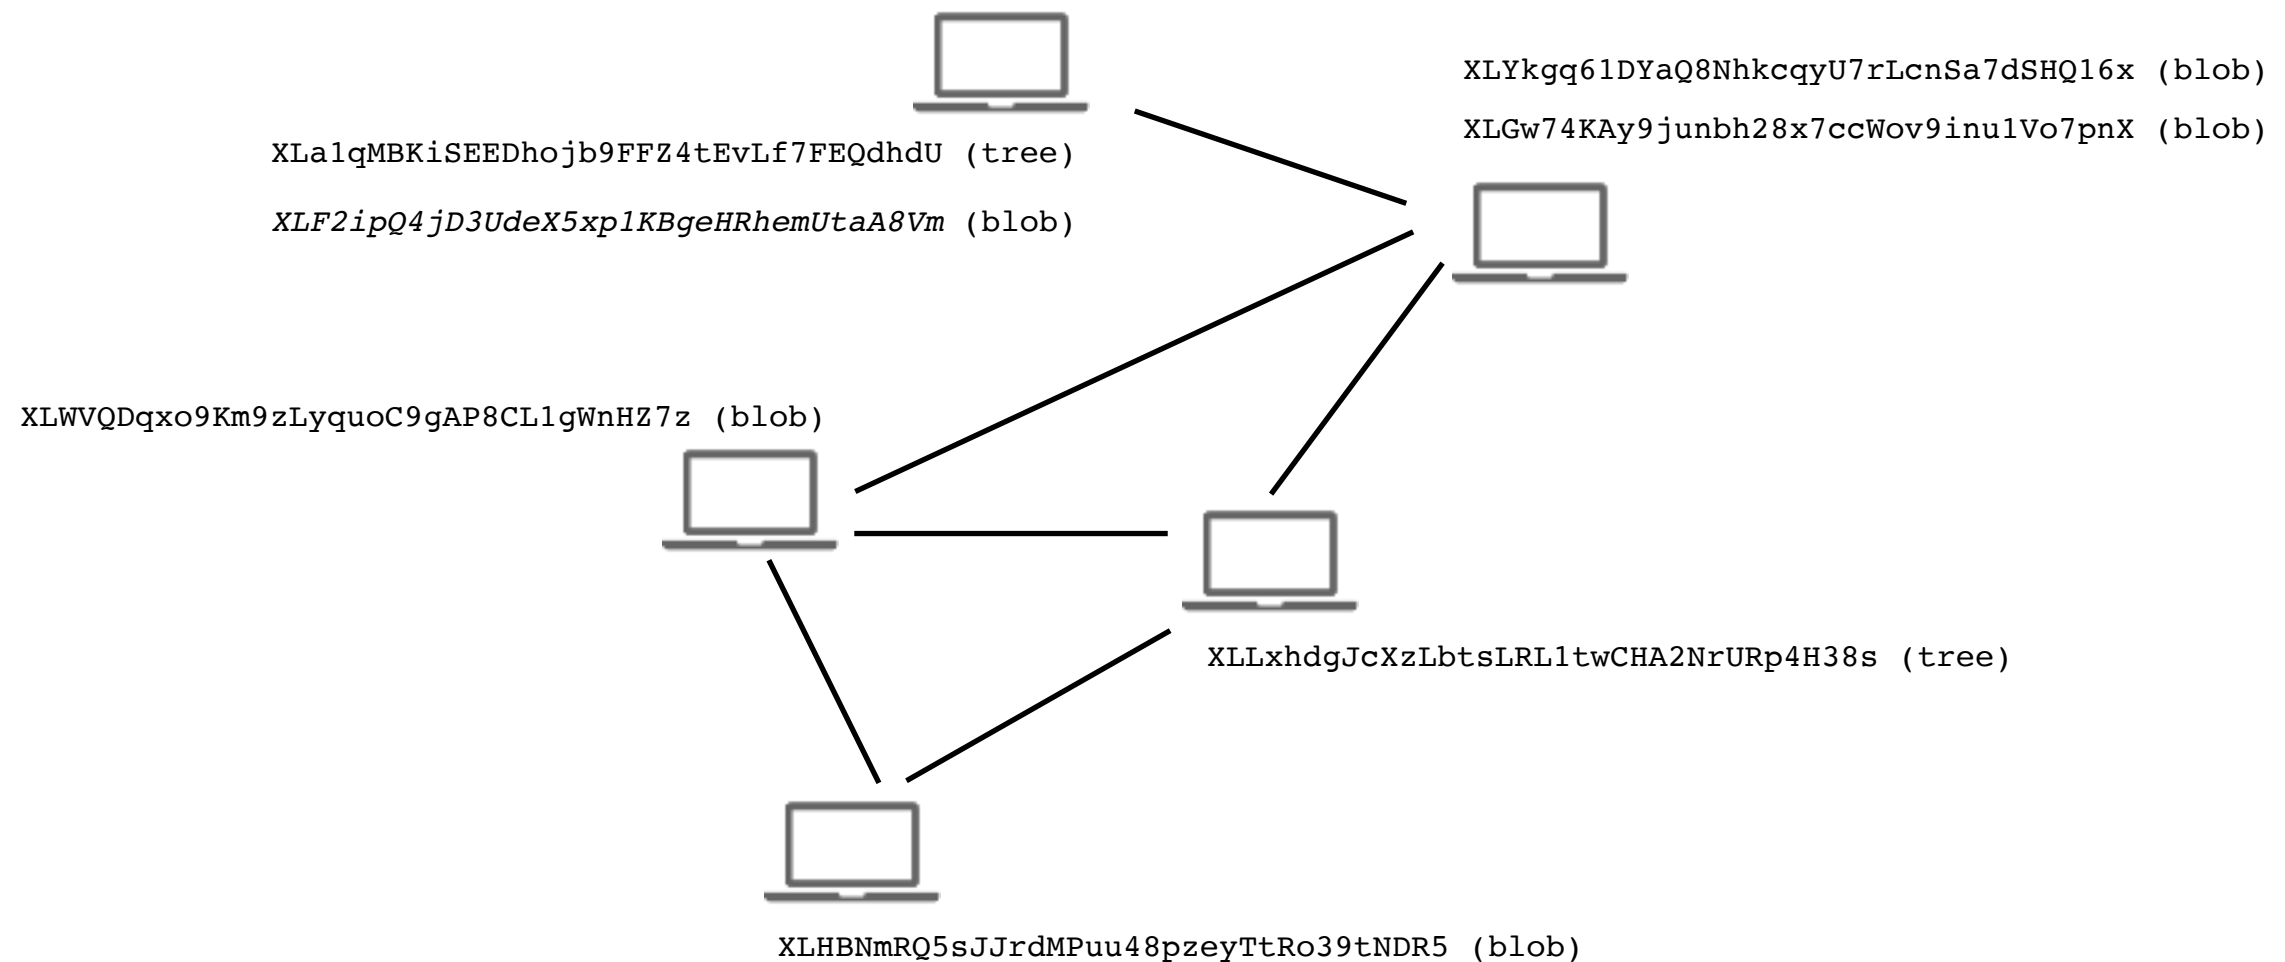 XLYkgq61DYaQ8NhkcqyU7rLcnSa7dSHQ16x (blob)
XLGw74KAy9junbh28x7ccWov9inu1Vo7pnX (blob)
XLa1qMBKiSEEDhojb9FFZ4tEvLf7FEQdhdU (tree)
XLF2ipQ4jD3UdeX5xp1KBgeHRhemUtaA8Vm (blob)
XLWVQDqxo9Km9zLyquoC9gAP8CL1gWnHZ7z (blob)
XLLxhdgJcXzLbtsLRL1twCHA2NrURp4H38s (tree)
XLHBNmRQ5sJJrdMPuu48pzeyTtRo39tNDR5 (blob)